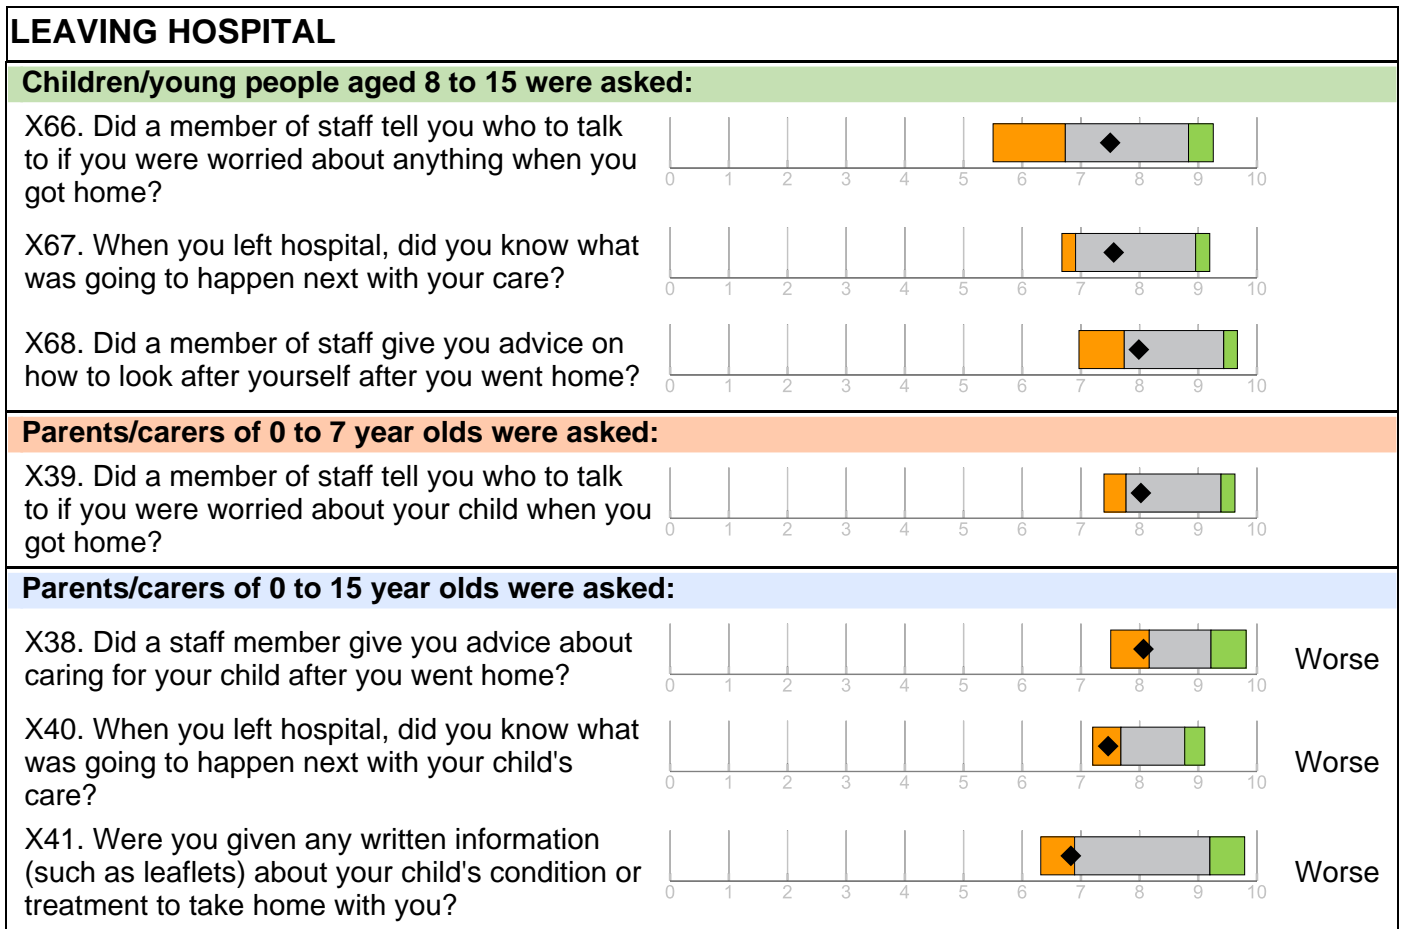 LEAVING HOSPITAL
Children/young people aged 8 to 15 were asked:
X66. Did a member of staff tell you who to talk
to if you were worried about anything when you
got home?
0 1 2 3 4 5 6 7 8 9 10
X67. When you left hospital, did you know what
was going to happen next with your care?
0 1 2 3 4 5 6 7 8 9 10
X68. Did a member of staff give you advice on
how to look after yourself after you went home?
0 1 2 3 4 5 6 7 8 9 10
Parents/carers of 0 to 7 year olds were asked:
X39. Did a member of staff tell you who to talk
to if you were worried about your child when you
got home?
0 1 2 3 4 5 6 7 8 9 10
Parents/carers of 0 to 15 year olds were asked:
X38. Did a staff member give you advice about
caring for your child after you went home?
0 1 2 3 4 5 6 7 8 9 10
Worse
X40. When you left hospital, did you know what
was going to happen next with your child's
care?
0 1 2 3 4 5 6 7 8 9 10
Worse
X41. Were you given any written information
(such as leaflets) about your child's condition or
treatment to take home with you?
0 1 2 3 4 5 6 7 8 9 10
Worse